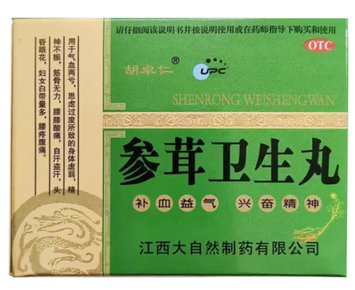 请仔细阅读说明书并按说明使用或在药师指导下购买和使用
OTC
胡卓仁
UPC
SHENRONG WEISHENGWAN
参茸卫生丸
补血益气 兴奋精神
江西大自然制药有限公司
用于气血两亏，思虑过度所致的身体虚弱，精
神不振，筋骨无力，腰膝酸痛，自汗盗汗，头
昏眼花，妇女白带量多，腰疼腹痛。